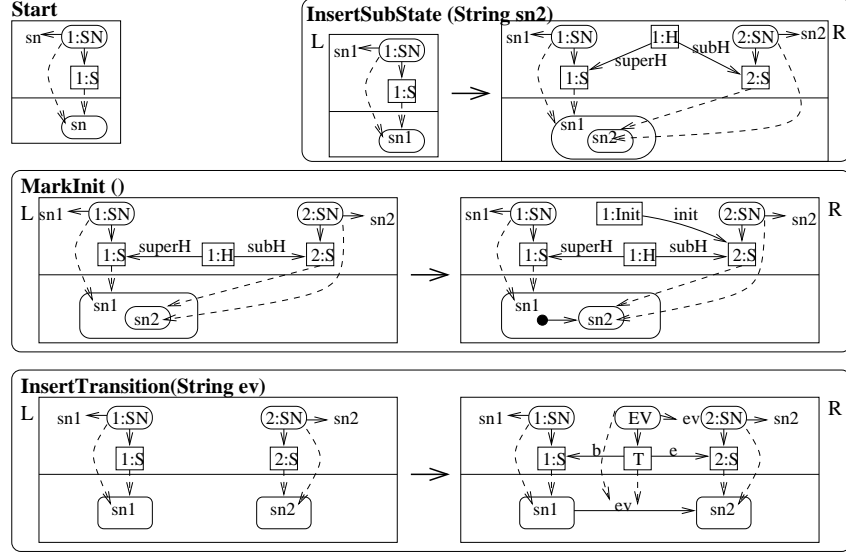 Start
sn 1:SN
1:S
sn
InsertSubState (String sn2)
L
sn1 1:SN
1:S
sn1
sn1 1:SN 1:H 2:SN sn2 R
superH subH
1:S 2:S
sn1
sn2
MarkInit ()
L sn1 1:SN 2:SN sn2
1:S superH 1:H subH 2:S
sn1
sn2
sn1 1:SN 1:Init init 2:SN sn2 R
1:S superH 1:H subH 2:S
sn1
sn2
InsertTransition(String ev)
L sn1 1:SN 2:SN sn2
1:S 2:S
sn1 sn2
sn1 1:SN EV ev 2:SN sn2 R
1:S b T e 2:S
sn1 ev sn2